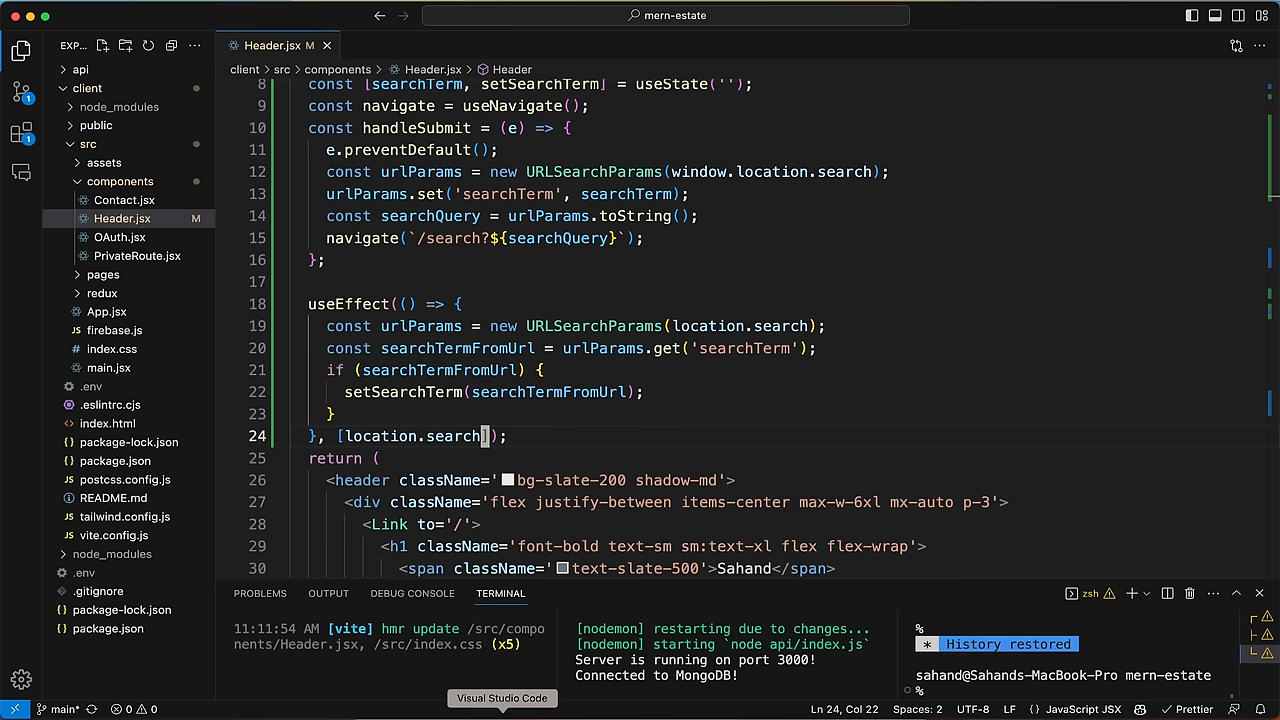 mern-estate
EXP...
Header.jsx M
client > src > components > Header.jsx > Header
api
client
node_modules
public
src
assets
components
Contact.jsx
Header.jsx M
OAuth.jsx
PrivateRoute.jsx
pages
redux
App.jsx
JS firebase.js
# index.css
main.jsx
.env
.eslintrc.cjs
<> index.html
{} package-lock.json
{} package.json
JS postcss.config.js
README.md
JS tailwind.config.js
JS vite.config.js
node_modules
.env
.gitignore
{} package-lock.json
{} package.json
1
1
8 const [searchTerm, setSearchTerm] = useState('');
9 const navigate = useNavigate();
10 const handleSubmit = (e) => {
11 e.preventDefault();
12 const urlParams = new URLSearchParams(window.location.search);
13 urlParams.set('searchTerm', searchTerm);
14 const searchQuery = urlParams.toString();
15 navigate(`/search?${searchQuery}`);
16 };
17
18 useEffect(() => {
19 const urlParams = new URLSearchParams(location.search);
20 const searchTermFromUrl = urlParams.get('searchTerm');
21 if (searchTermFromUrl) {
22 setSearchTerm(searchTermFromUrl);
23 }
24 }, [location.search]);
25 return (
26 <header className='bg-slate-200 shadow-md'>
27 <div className='flex justify-between items-center max-w-6xl mx-auto p-3'>
28 <Link to='/'>
29 <h1 className='font-bold text-sm sm:text-xl flex flex-wrap'>
30 <span className='text-slate-500'>Sahand</span>
PROBLEMS OUTPUT DEBUG CONSOLE TERMINAL
zsh
11:11:54 AM [vite] hmr update /src/compo
nents/Header.jsx, /src/index.css (x5)
[nodemon] restarting due to changes...
[nodemon] starting `node api/index.js`
Server is running on port 3000!
Connected to MongoDB!
%
* History restored
sahand@Sahands-MacBook-Pro mern-estate
%
Visual Studio Code
main* 0 0
Ln 24, Col 22 Spaces: 2 UTF-8 LF {} JavaScript JSX Prettier